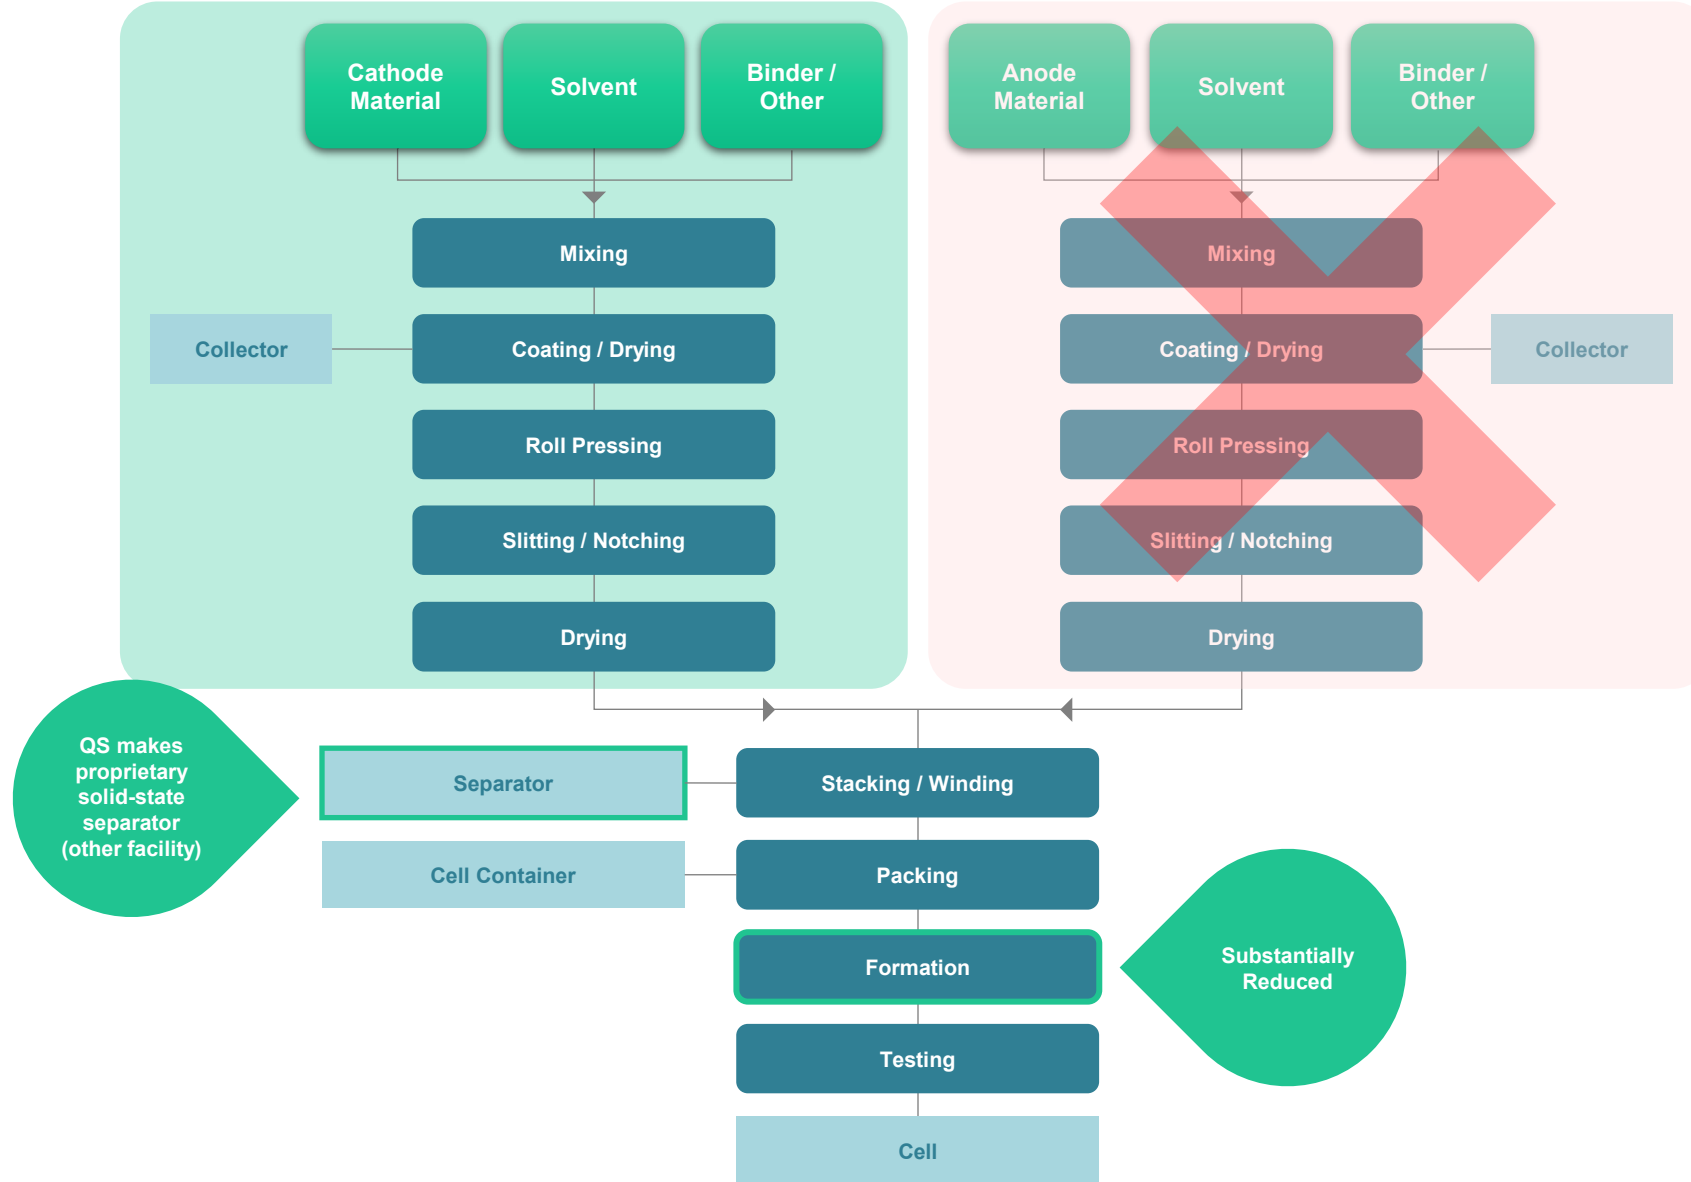 Cathode
Material
Solvent
Binder /
Other
Anode
Material
Solvent
Binder /
Other
Mixing
Mixing
Collector
Coating / Drying
Coating / Drying
Collector
Roll Pressing
Roll Pressing
Slitting / Notching
Slitting / Notching
Drying
Drying
QS makes
proprietary
solid-state
separator
(other facility)
Separator
Stacking / Winding
Cell Container
Packing
Formation
Substantially
Reduced
Testing
Cell